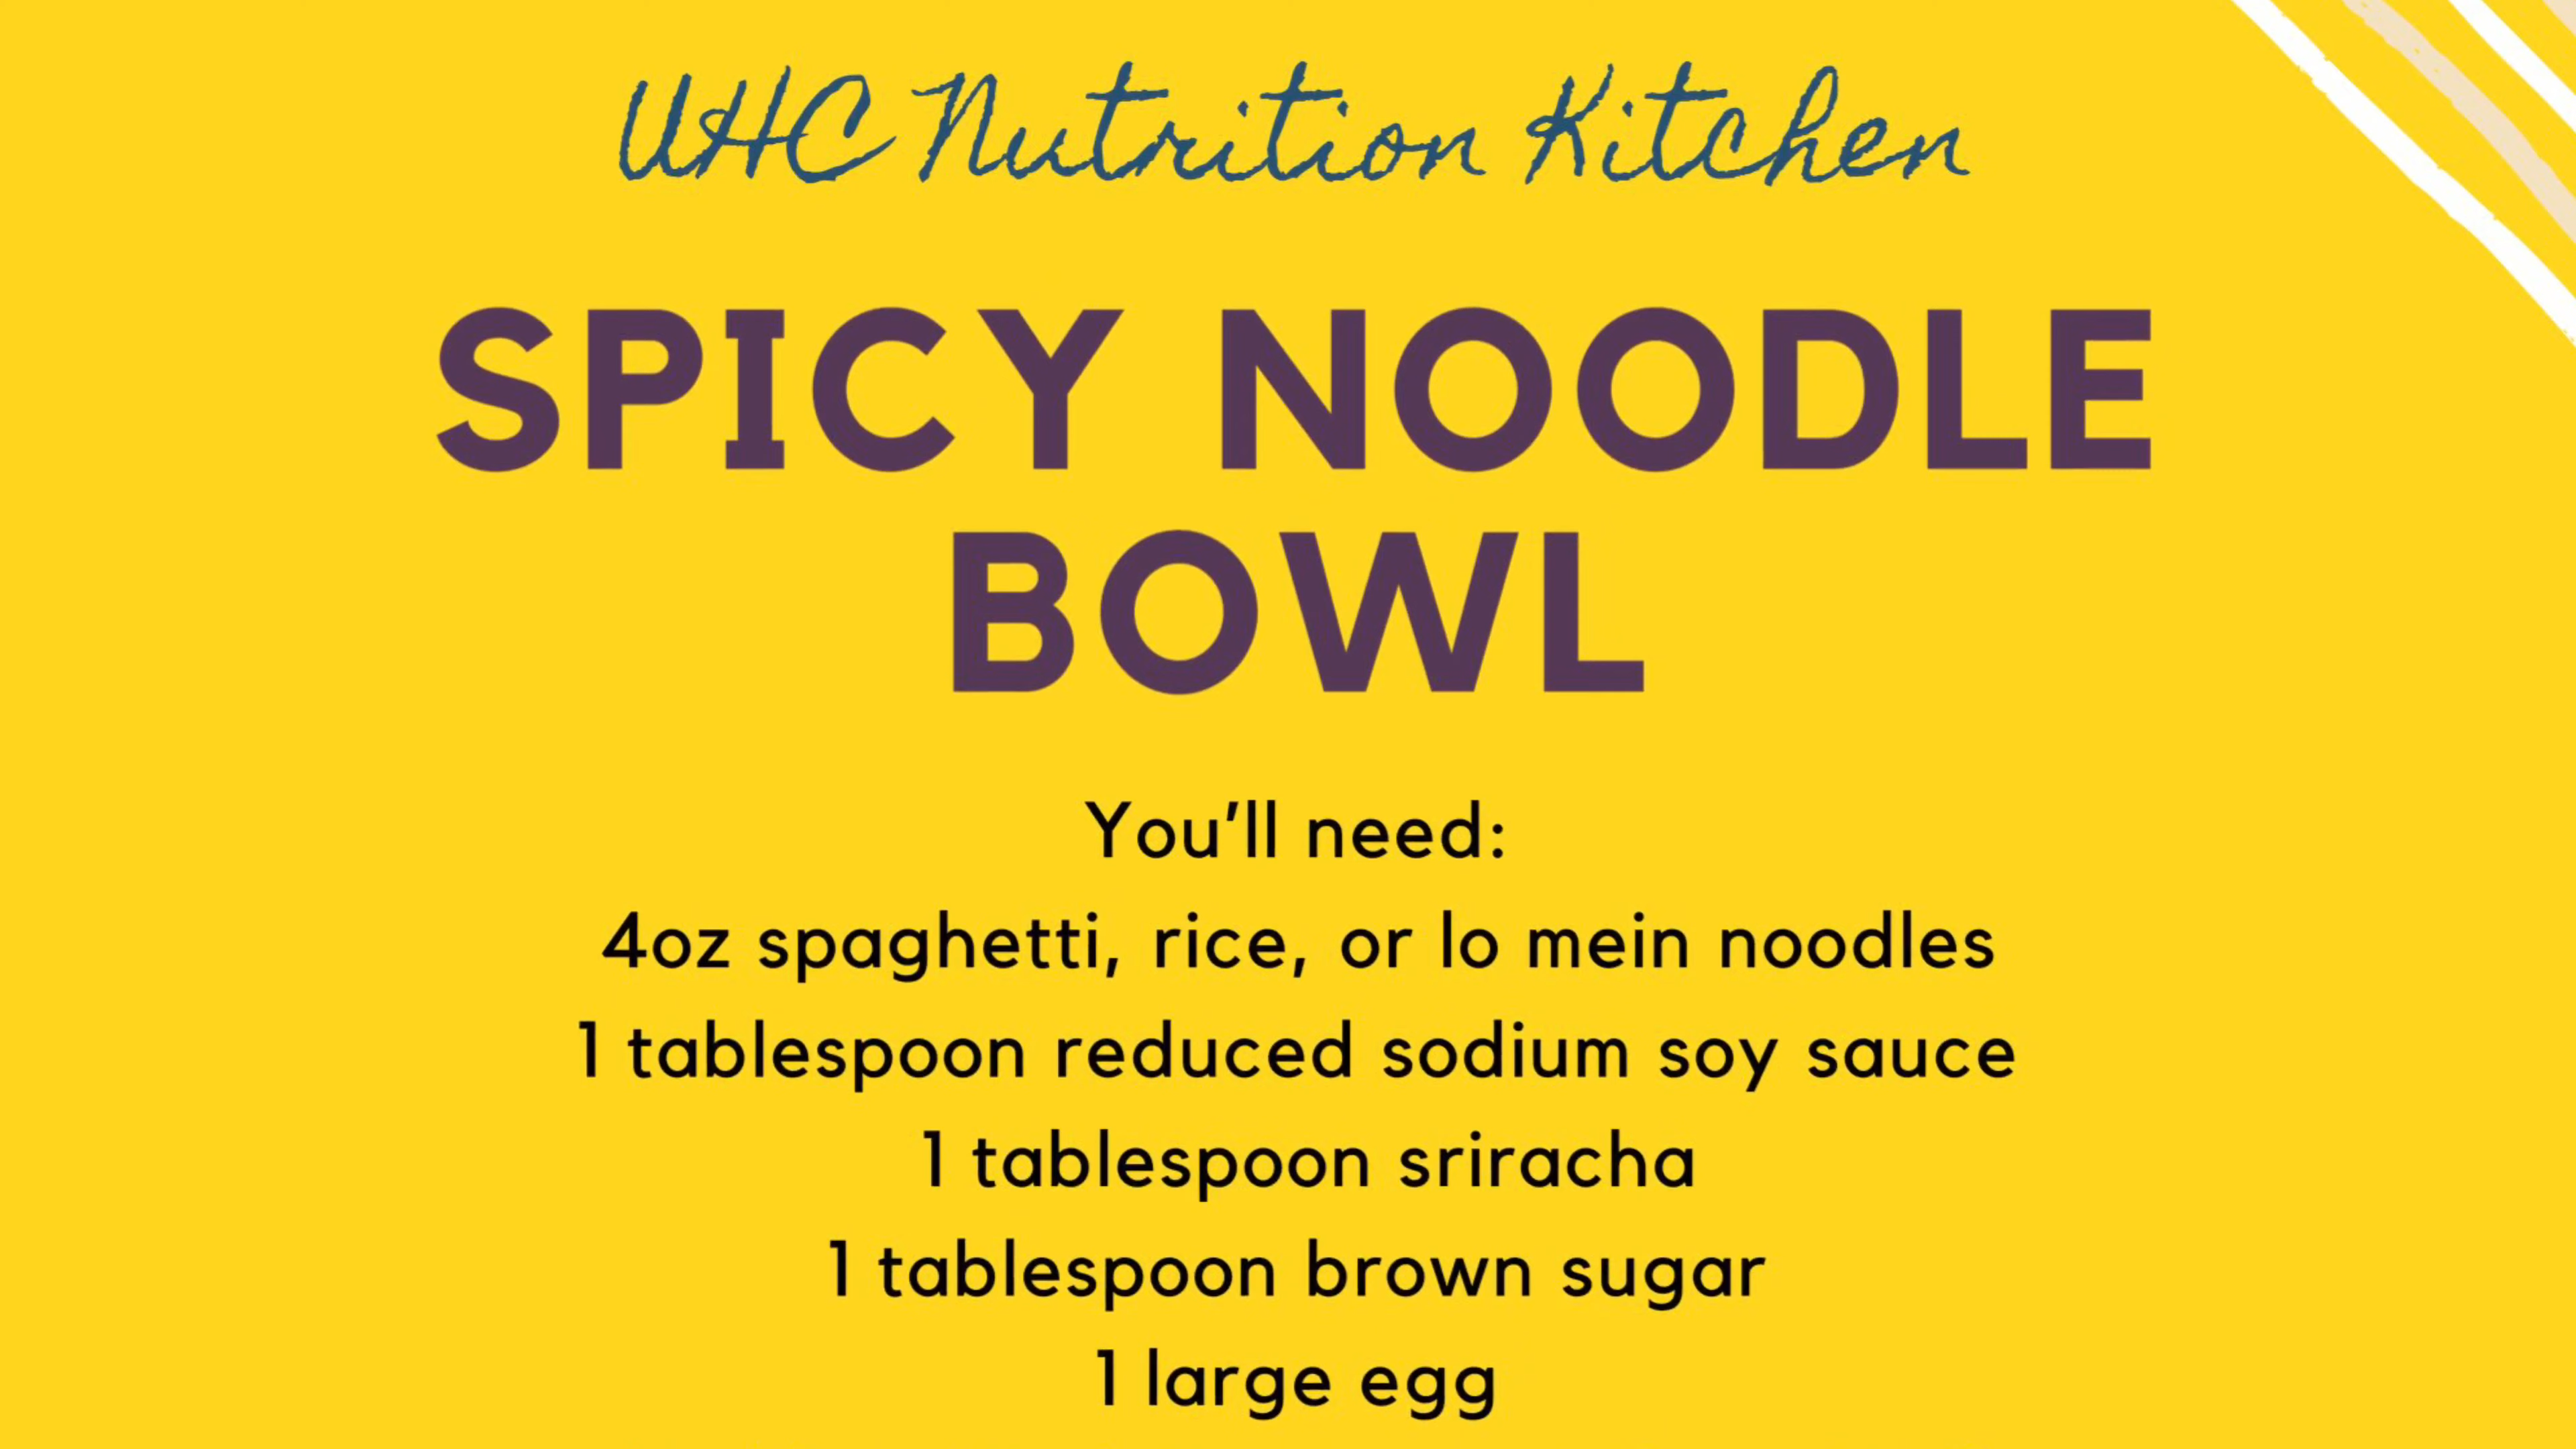 UHC Nutrition Kitchen
SPICY NOODLE
BOWL
You’ll need:
4oz spaghetti, rice, or lo mein noodles
1 tablespoon reduced sodium soy sauce
1 tablespoon sriracha
1 tablespoon brown sugar
1 large egg